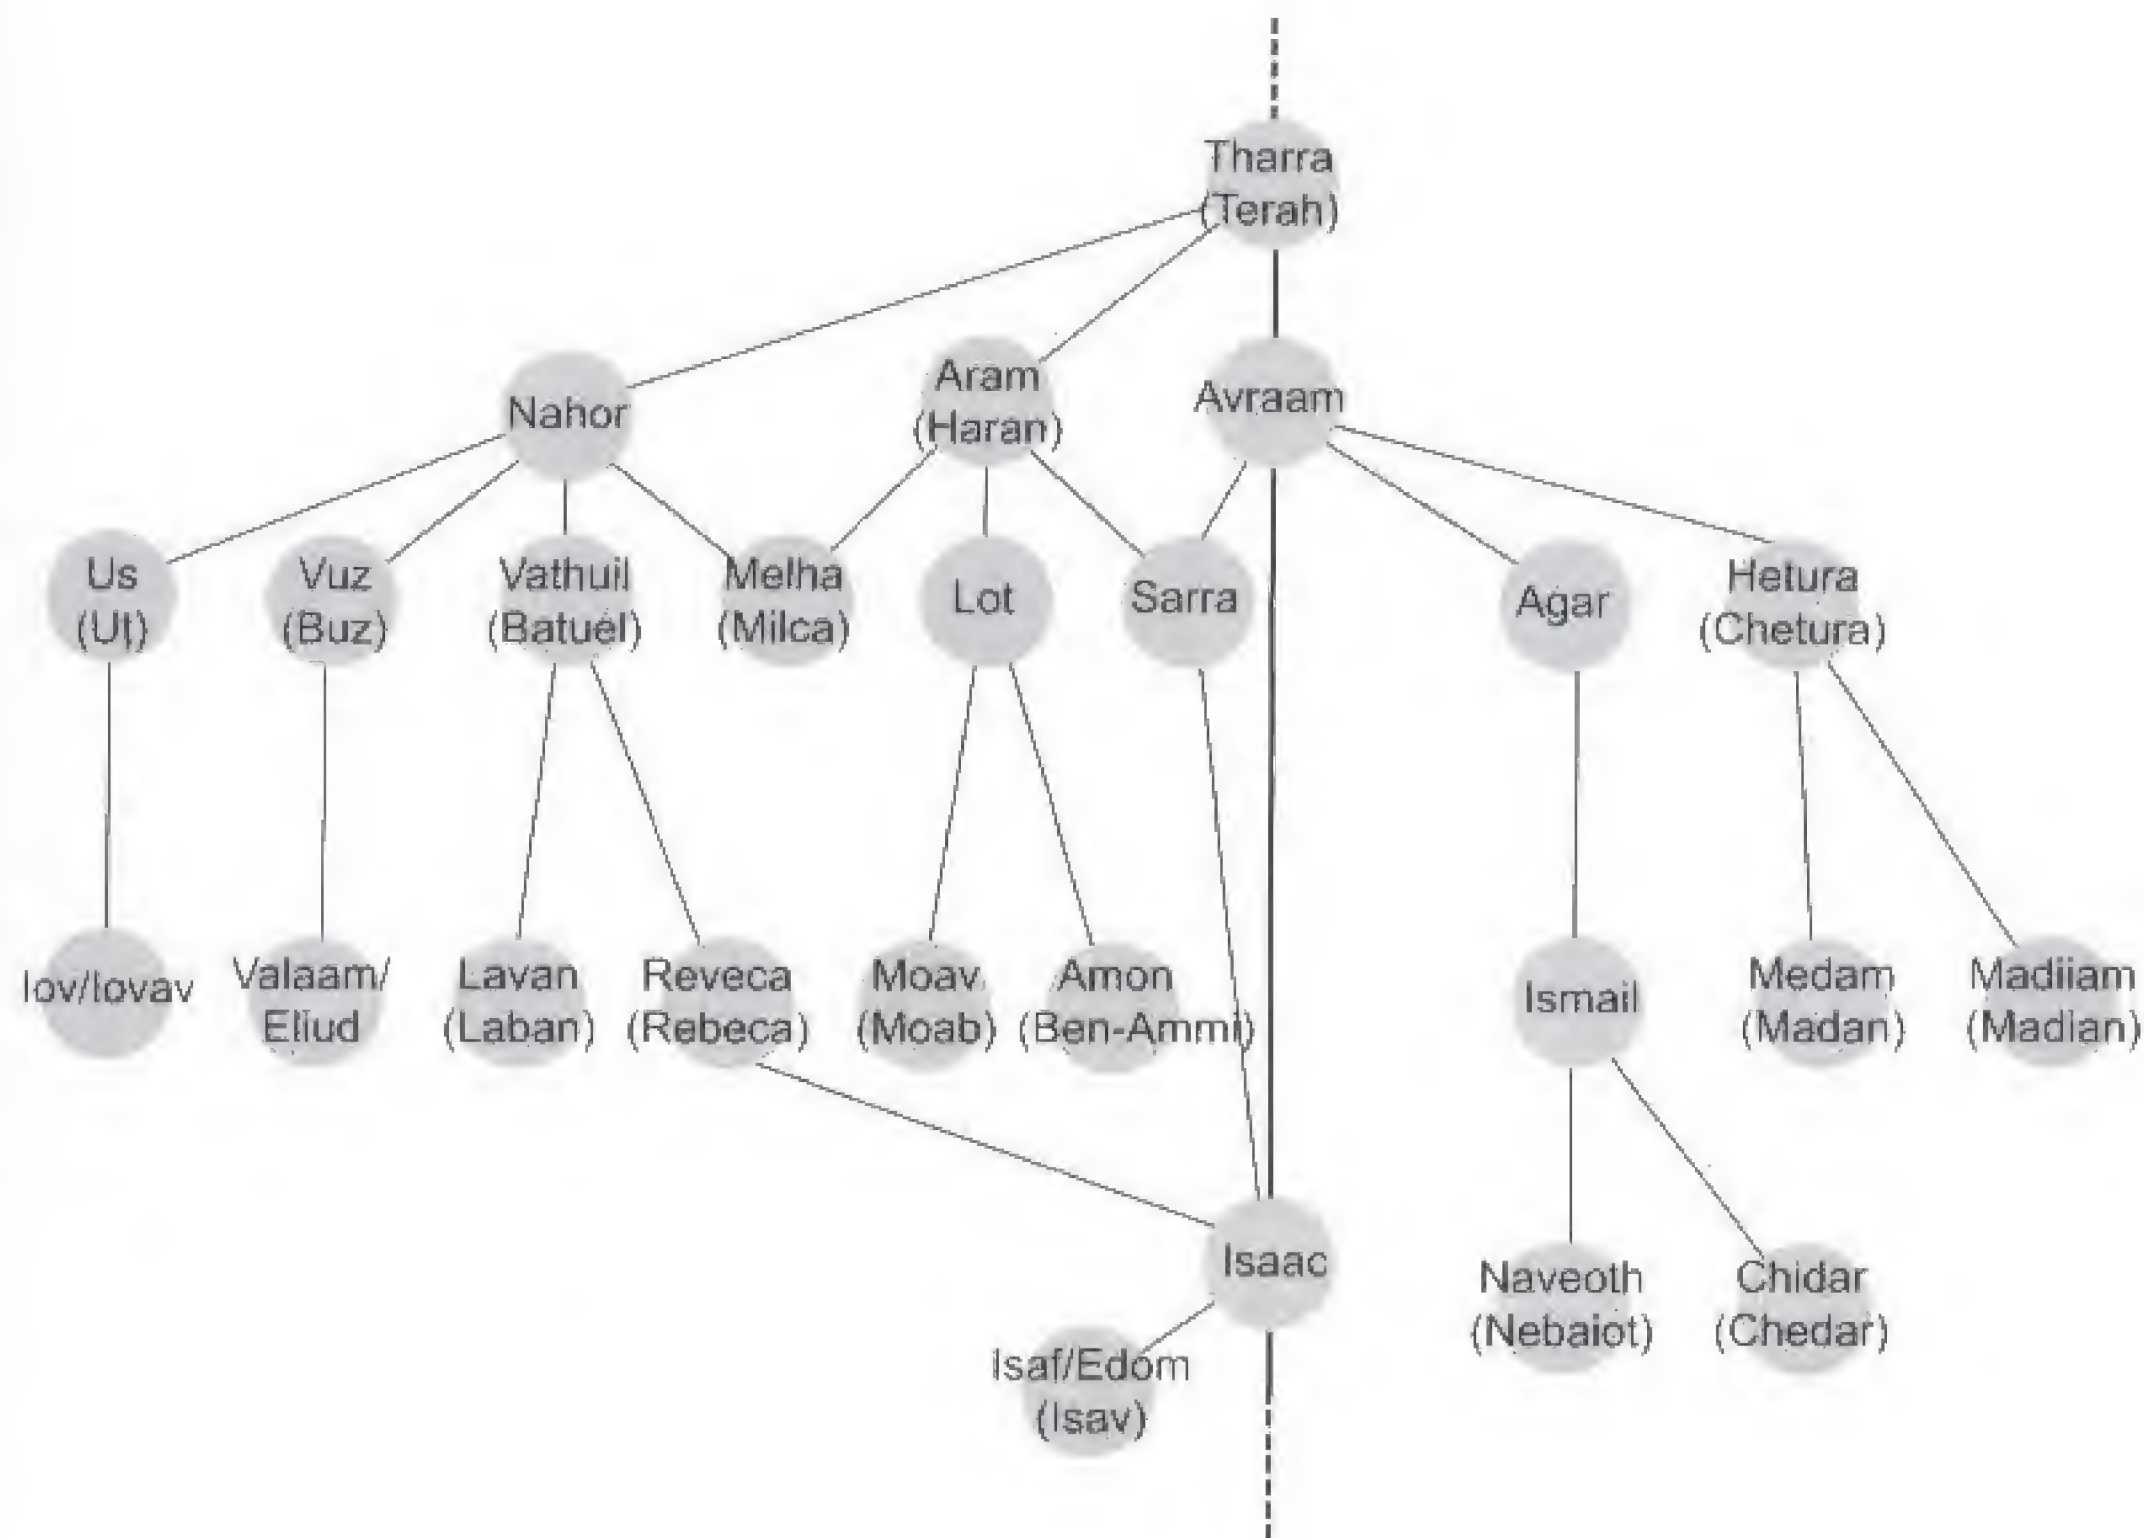 Tharra
(Terah)
Nahor
Aram
(Haran)
Avraam
Us
(Uț)
Vuz
(Buz)
Vathuil
(Batuel)
Melha
(Milca)
Lot
Sarra
Agar
Hetura
(Chetura)
Iov/Iovav
Valaam/
Eliud
Lavan
(Laban)
Reveca
(Rebeca)
Moav
(Moab)
Amon
(Ben-Ammi)
Ismail
Medam
(Madan)
Madiiam
(Madian)
Isaac
Naveoth
(Nebaiot)
Chidar
(Chedar)
Isaf/Edom
(Isav)